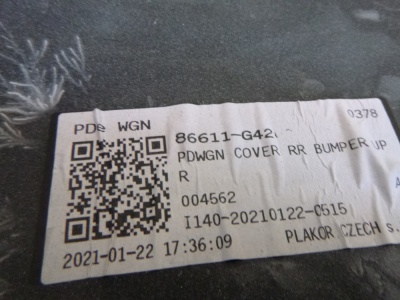 PDe WGN
86611-G42
0378
PDWGN COVER RR BUMPER UP
R
004562
A
I140-20210122-0515
2021-01-22 17:36:09
PLAKOR CZECH s.